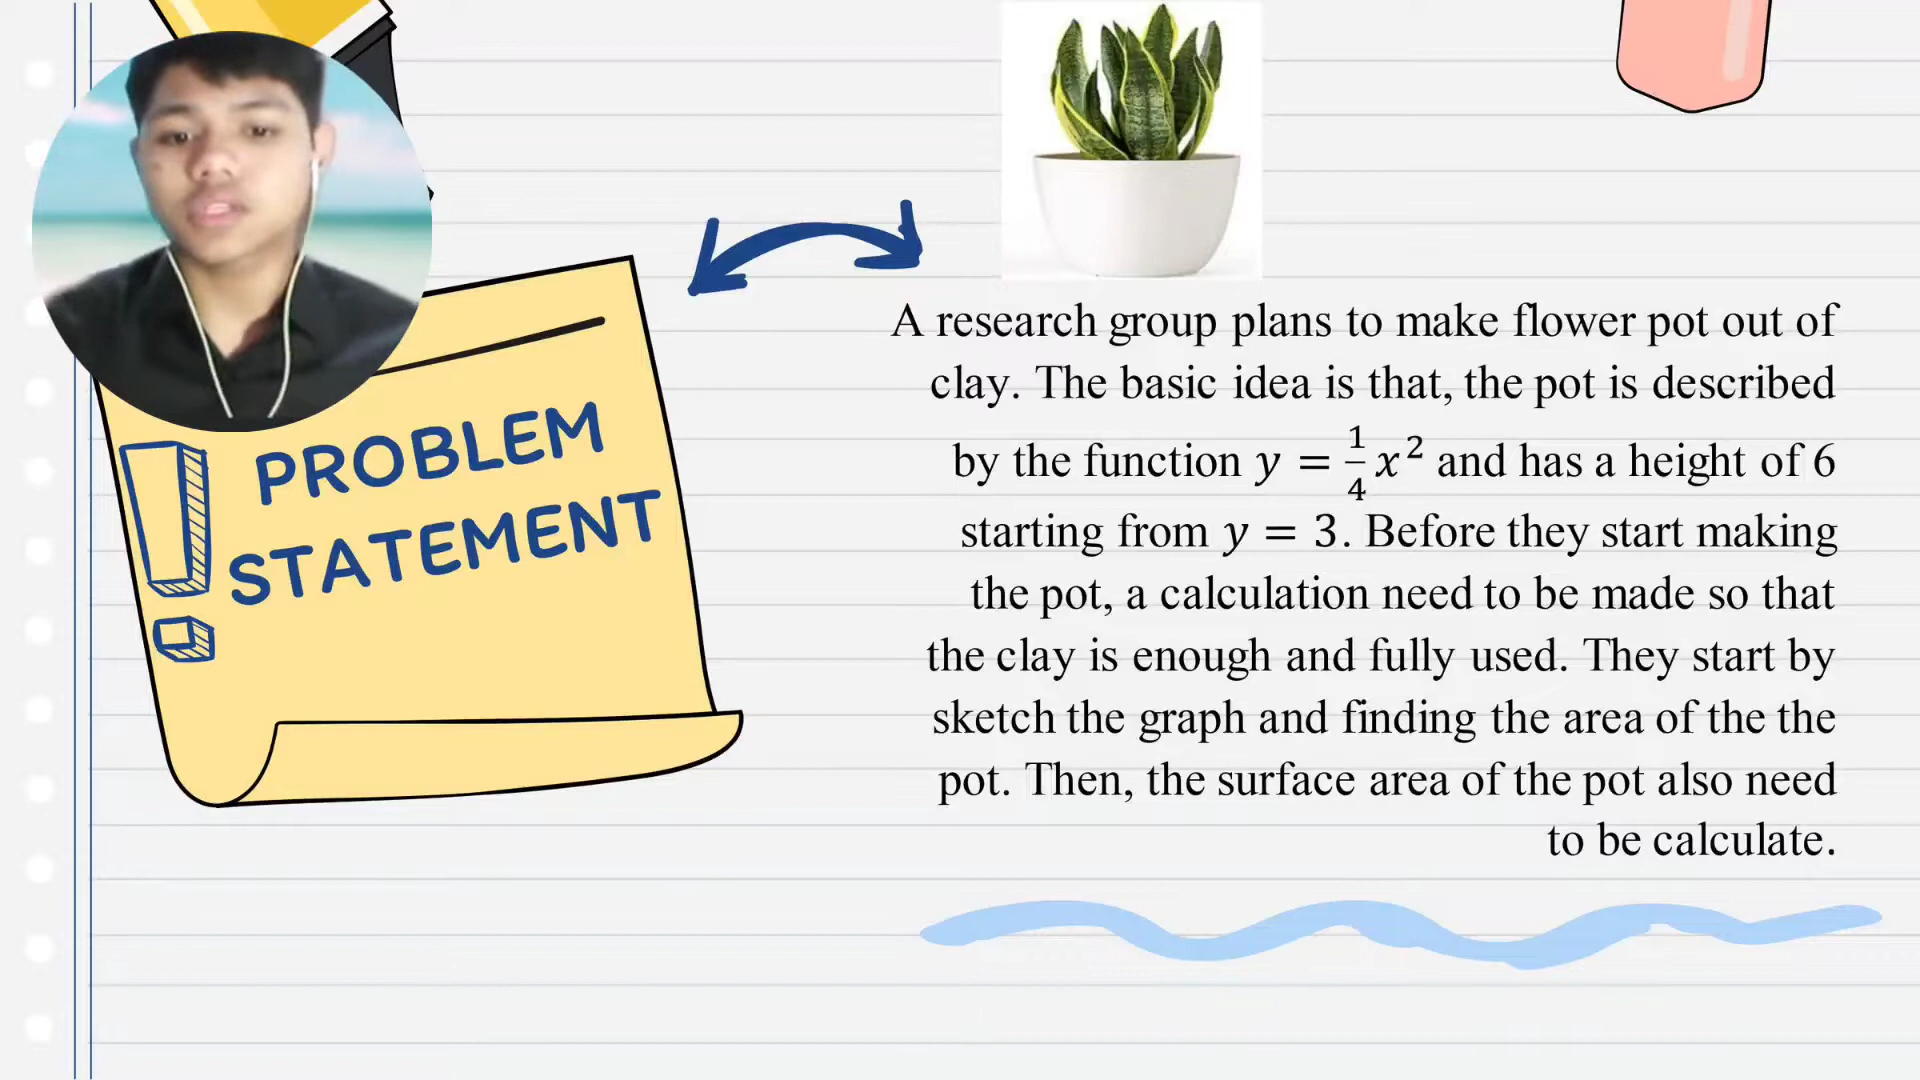 PROBLEM
STATEMENT
A research group plans to make flower pot out of
clay. The basic idea is that, the pot is described
by the function y = 1/4 x² and has a height of 6
starting from y = 3. Before they start making
the pot, a calculation need to be made so that
the clay is enough and fully used. They start by
sketch the graph and finding the area of the the
pot. Then, the surface area of the pot also need
to be calculate.